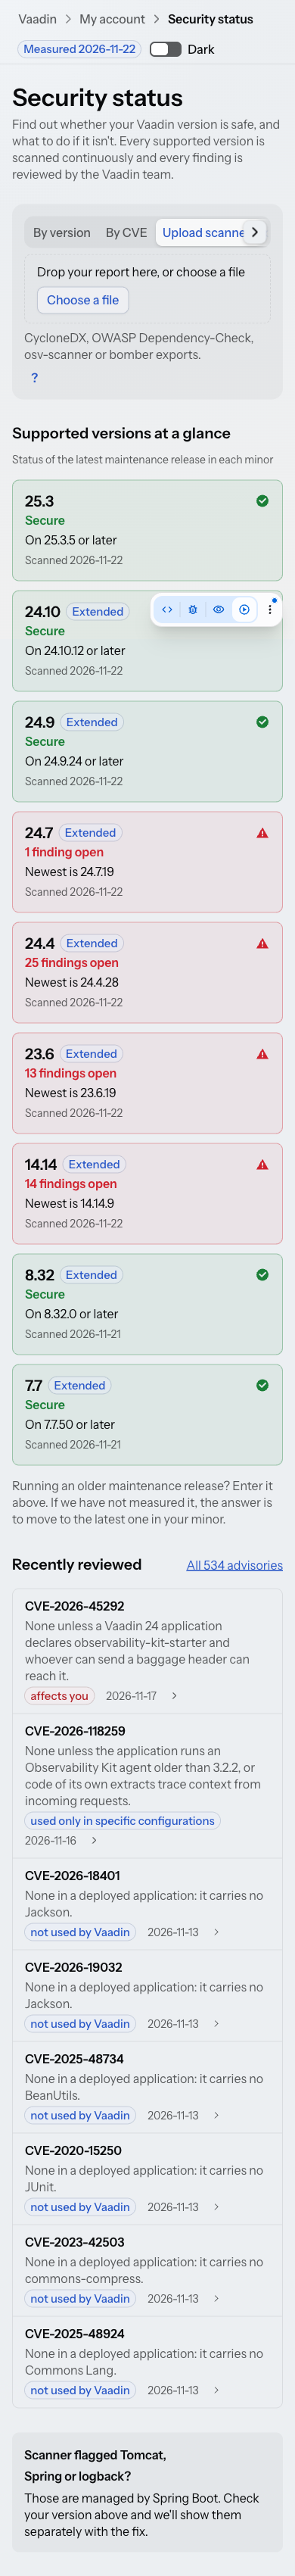 Vaadin > My account > Security status
Measured 2026-11-22 Dark
Security status
Find out whether your Vaadin version is safe, and
what to do if it isn't. Every supported version is
scanned continuously and every finding is
reviewed by the Vaadin team.
By version By CVE Upload scanne
Drop your report here, or choose a file
Choose a file
CycloneDX, OWASP Dependency-Check,
osv-scanner or bomber exports.
?
Supported versions at a glance
Status of the latest maintenance release in each minor
25.3
Secure
On 25.3.5 or later
Scanned 2026-11-22
24.10 Extended
Secure
On 24.10.12 or later
Scanned 2026-11-22
24.9 Extended
Secure
On 24.9.24 or later
Scanned 2026-11-22
24.7 Extended
1 finding open
Newest is 24.7.19
Scanned 2026-11-22
24.4 Extended
25 findings open
Newest is 24.4.28
Scanned 2026-11-22
23.6 Extended
13 findings open
Newest is 23.6.19
Scanned 2026-11-22
14.14 Extended
14 findings open
Newest is 14.14.9
Scanned 2026-11-22
8.32 Extended
Secure
On 8.32.0 or later
Scanned 2026-11-21
7.7 Extended
Secure
On 7.7.50 or later
Scanned 2026-11-21
Running an older maintenance release? Enter it
above. If we have not measured it, the answer is
to move to the latest one in your minor.
Recently reviewed All 534 advisories
CVE-2026-45292
None unless a Vaadin 24 application
declares observability-kit-starter and
whoever can send a baggage header can
reach it.
affects you 2026-11-17
CVE-2026-118259
None unless the application runs an
Observability Kit agent older than 3.2.2, or
code of its own extracts trace context from
incoming requests.
used only in specific configurations
2026-11-16
CVE-2026-18401
None in a deployed application: it carries no
Jackson.
not used by Vaadin 2026-11-13
CVE-2026-19032
None in a deployed application: it carries no
Jackson.
not used by Vaadin 2026-11-13
CVE-2025-48734
None in a deployed application: it carries no
BeanUtils.
not used by Vaadin 2026-11-13
CVE-2020-15250
None in a deployed application: it carries no
JUnit.
not used by Vaadin 2026-11-13
CVE-2023-42503
None in a deployed application: it carries no
commons-compress.
not used by Vaadin 2026-11-13
CVE-2025-48924
None in a deployed application: it carries no
Commons Lang.
not used by Vaadin 2026-11-13
Scanner flagged Tomcat,
Spring or logback?
Those are managed by Spring Boot. Check
your version above and we'll show them
separately with the fix.